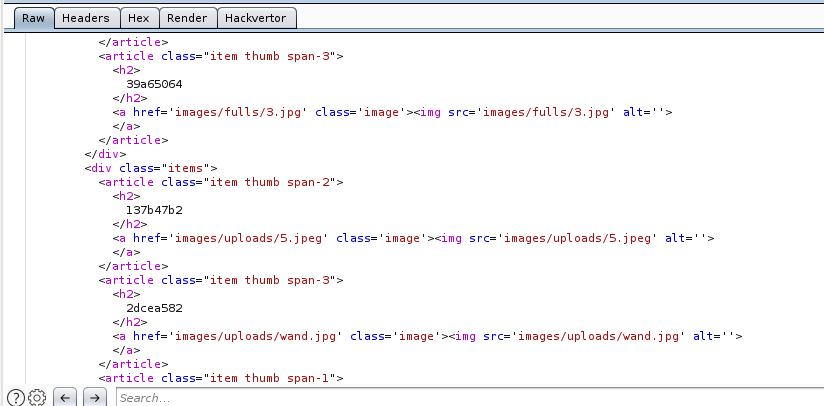 Raw Headers Hex Render Hackvertor
</article>
<article class="item thumb span-3">
<h2>
39a65064
</h2>
<a href='images/fulls/3.jpg' class='image'><img src='images/fulls/3.jpg' alt=''>
</a>
</article>
</div>
<div class="items">
<article class="item thumb span-2">
<h2>
137b47b2
</h2>
<a href='images/uploads/5.jpeg' class='image'><img src='images/uploads/5.jpeg' alt=''>
</a>
</article>
<article class="item thumb span-3">
<h2>
2dcea582
</h2>
<a href='images/uploads/wand.jpg' class='image'><img src='images/uploads/wand.jpg' alt=''>
</a>
</article>
<article class="item thumb span-1">
? Search...